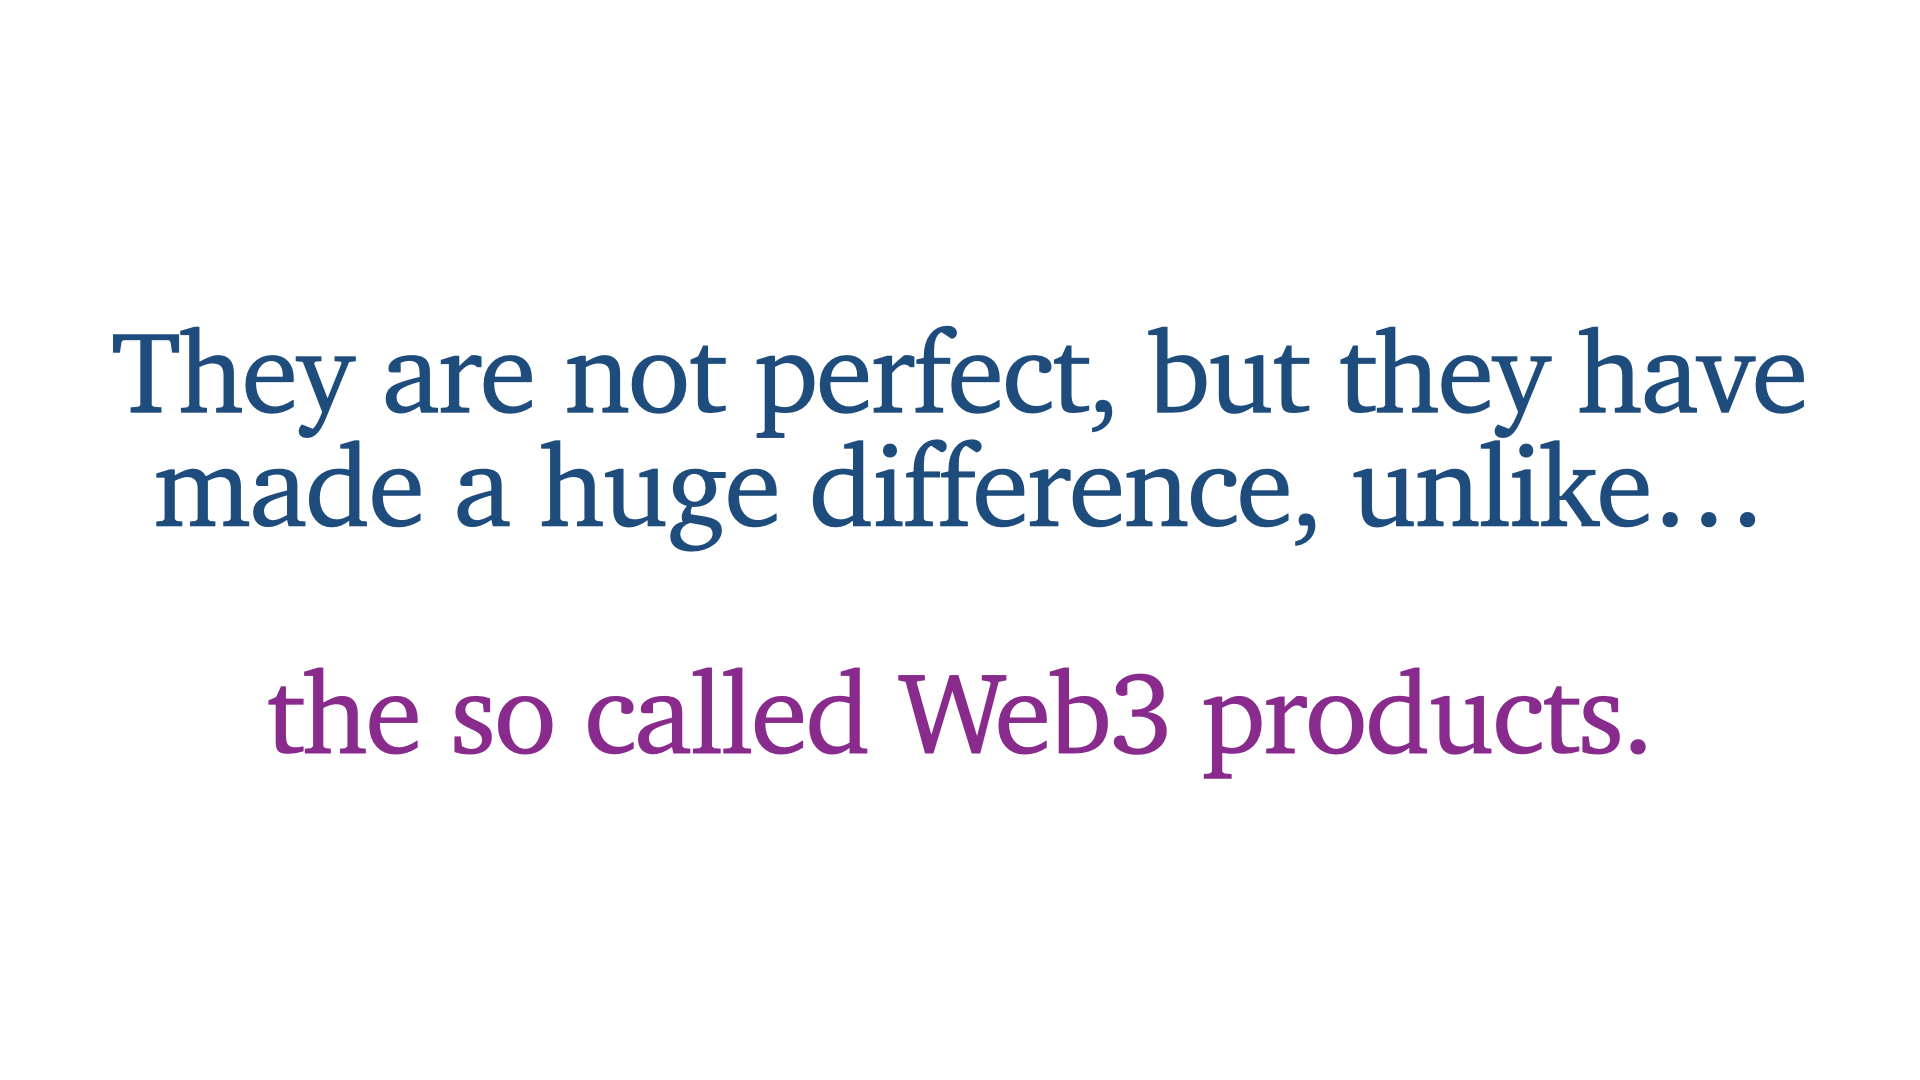 They are not perfect, but they have
made a huge difference, unlike…
the so called Web3 products.